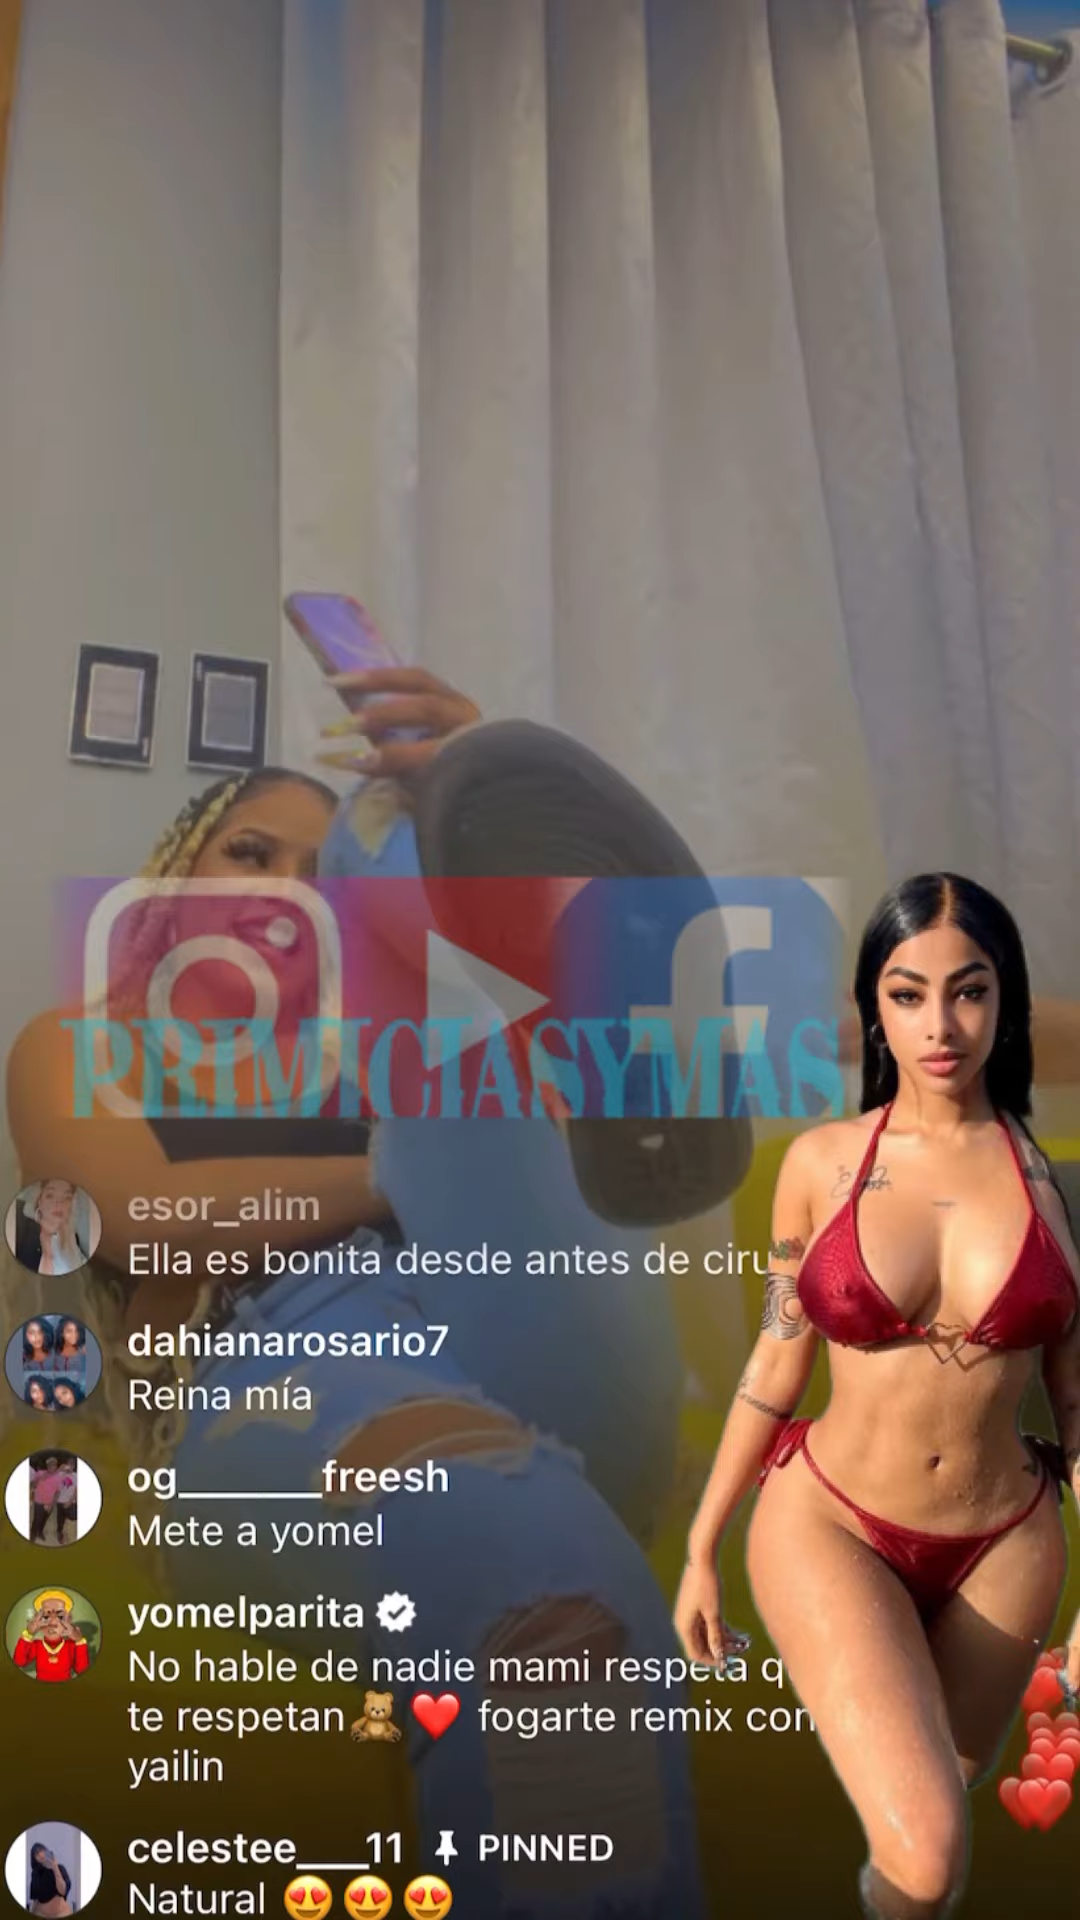 PRIMICIASYMAS
esor_alim
Ella es bonita desde antes de ciru
dahianarosario7
Reina mía
og______freesh
Mete a yomel
yomelparita
No hable de nadie mami respeta q
te respetan🧸❤️ fogarte remix con
yailin
celestee___11 PINNED
Natural 😍😍😍